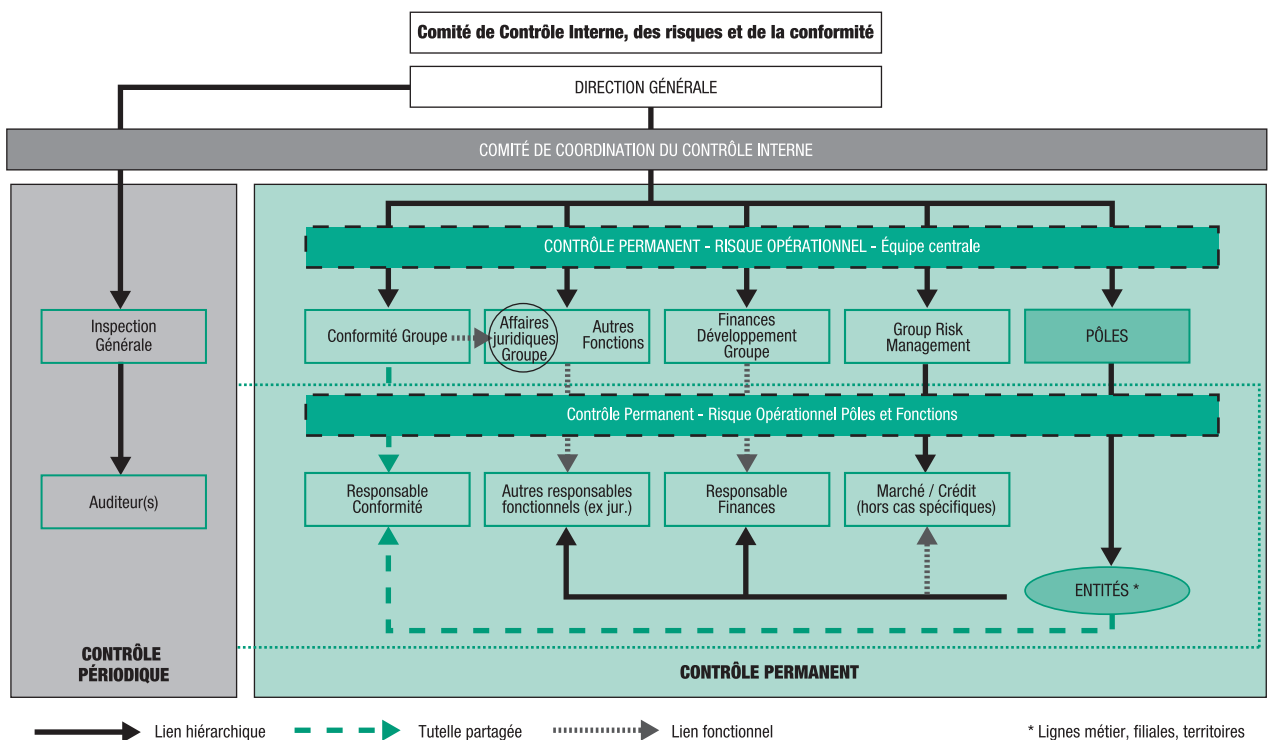 Comité de Contrôle Interne, des risques et de la conformité
DIRECTION GÉNÉRALE
COMITÉ DE COORDINATION DU CONTRÔLE INTERNE
CONTRÔLE PERMANENT - RISQUE OPÉRATIONNEL - Équipe centrale
Inspection
Générale
Conformité Groupe
Affaires
juridiques
Groupe
Autres
Fonctions
Finances
Développement
Groupe
Group Risk
Management
PÔLES
Contrôle Permanent - Risque Opérationnel Pôles et Fonctions
Auditeur(s)
Responsable
Conformité
Autres responsables
fonctionnels (ex jur.)
Responsable
Finances
Marché / Crédit
(hors cas spécifiques)
ENTITÉS *
CONTRÔLE
PÉRIODIQUE
CONTRÔLE PERMANENT
Lien hiérarchique
Tutelle partagée
Lien fonctionnel
* Lignes métier, filiales, territoires